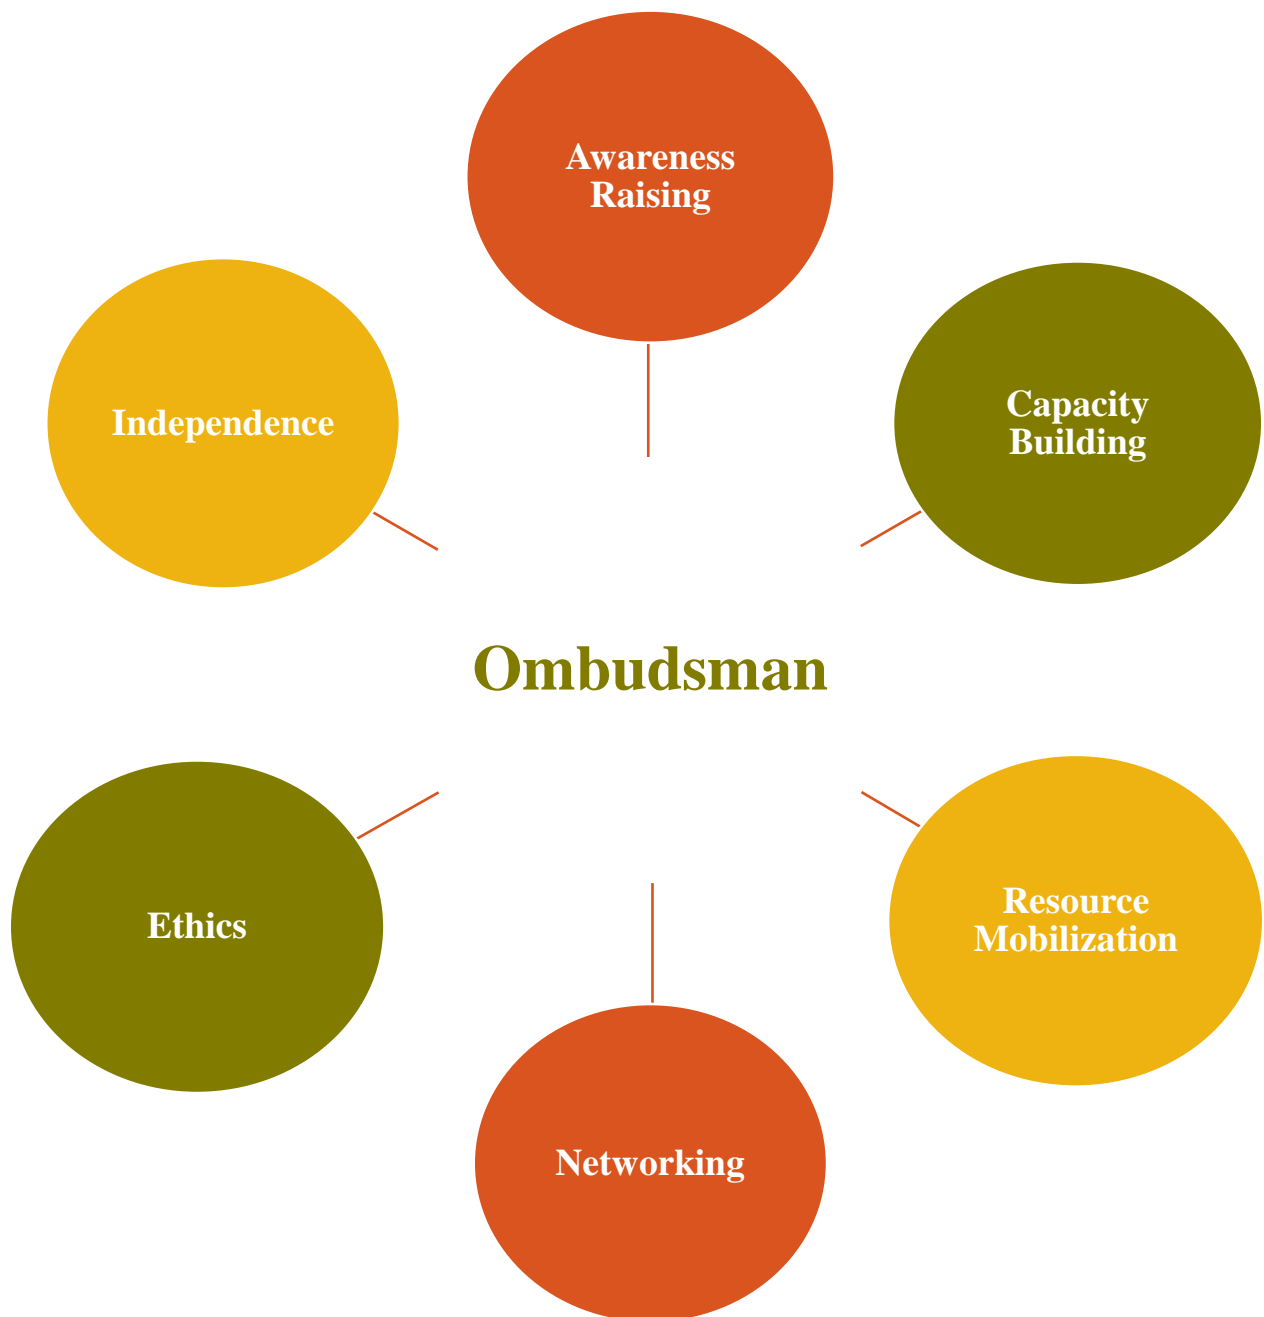 Awareness
Raising
Capacity
Building
Independence
Ombudsman
Resource
Mobilization
Ethics
Networking